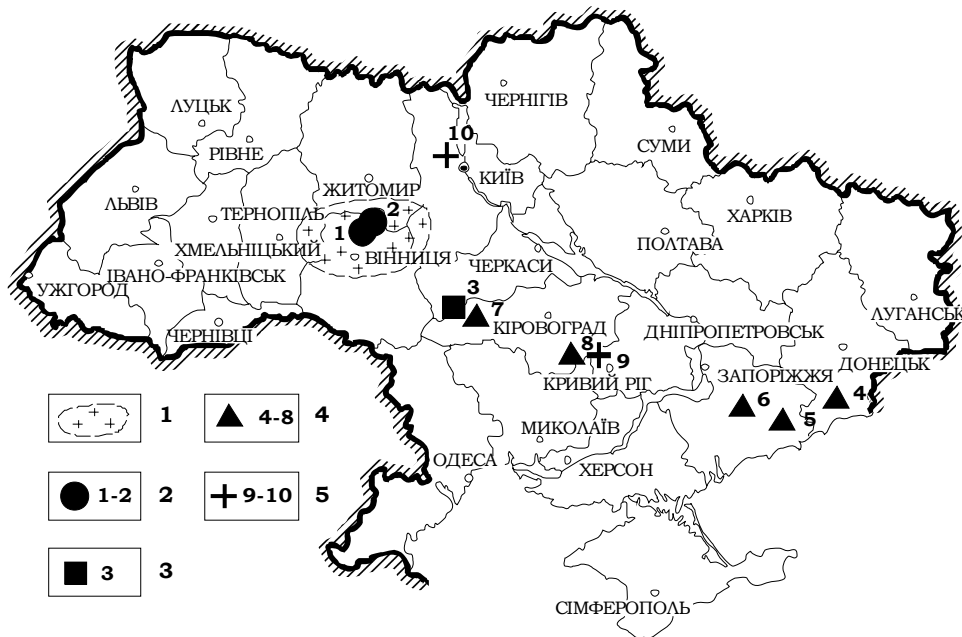 ЧЕРНІГІВ
ЛУЦЬК
10
СУМИ
РІВНЕ
КИЇВ
ЖИТОМИР
ЛЬВІВ
ТЕРНОПІЛЬ
2
ХАРКІВ
1
ПОЛТАВА
ХМЕЛЬНІЦЬКИЙ
ВІННИЦЯ
ЧЕРКАСИ
ІВАНО-ФРАНКІВСЬК
УЖГОРОД
3
7
ЛУГАНСЬК
ЧЕРНІВЦІ
КІРОВОГРАД
ДНІПРОПЕТРОВСЬК
8
9
ДОНЕЦЬК
ЗАПОРІЖЖЯ
КРИВИЙ РІГ
6
5
4
МИКОЛАЇВ
ОДЕСА
ХЕРСОН
СІМФЕРОПОЛЬ
1
4-8 4
1-2 2
9-10 5
3 3